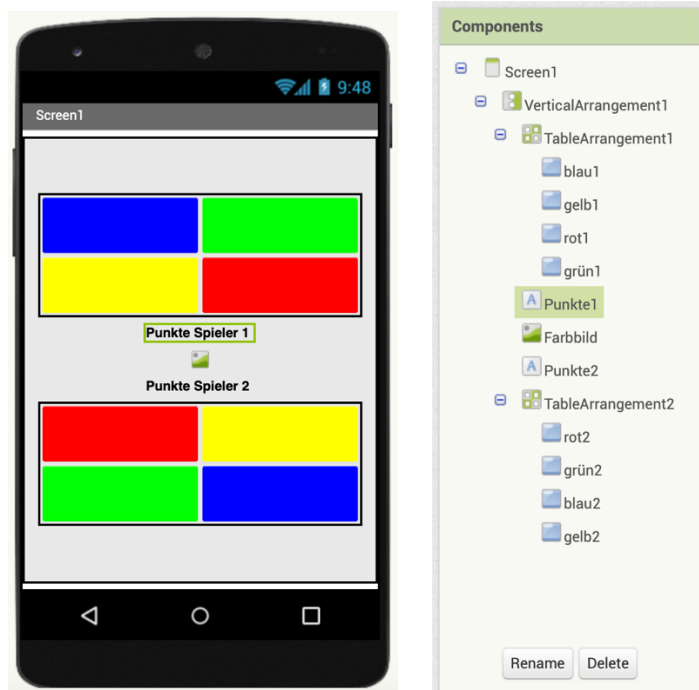 9:48
Screen1
Punkte Spieler 1
Punkte Spieler 2
Components
Screen1
VerticalArrangement1
TableArrangement1
blau1
gelb1
rot1
grün1
A Punkte1
Farbbild
A Punkte2
TableArrangement2
rot2
grün2
blau2
gelb2
Rename Delete